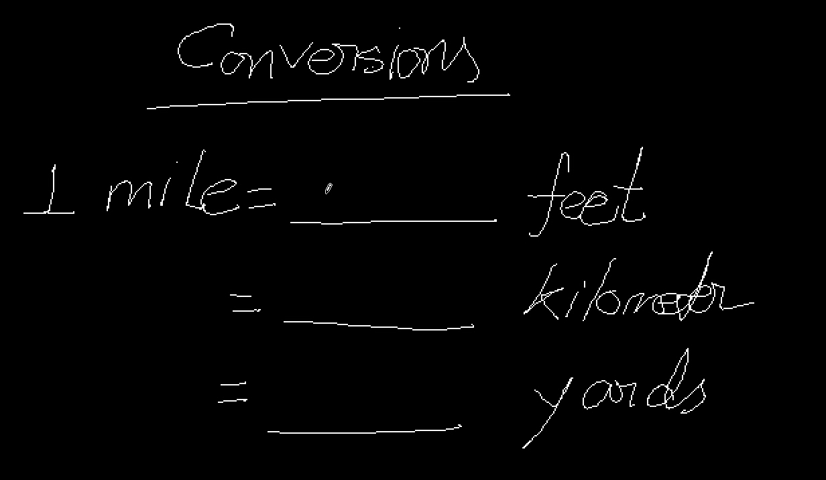 Conversions
1 mile = ______ feet
= ______ kilometer
= ______ yards